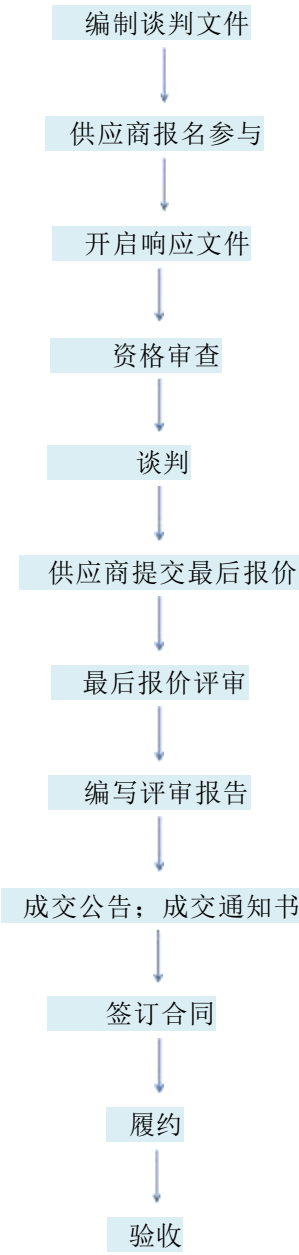 编制谈判文件
供应商报名参与
开启响应文件
资格审查
谈判
供应商提交最后报价
最后报价评审
编写评审报告
成交公告；成交通知书
签订合同
履约
验收